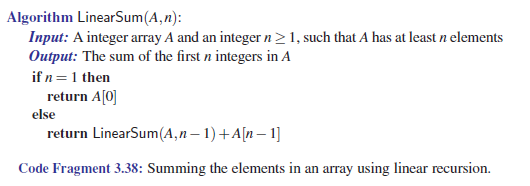 Algorithm LinearSum(A,n):
Input: A integer array A and an integer n ≥ 1, such that A has at least n elements
Output: The sum of the first n integers in A
if n = 1 then
return A[0]
else
return LinearSum(A,n − 1) + A[n − 1]
Code Fragment 3.38: Summing the elements in an array using linear recursion.